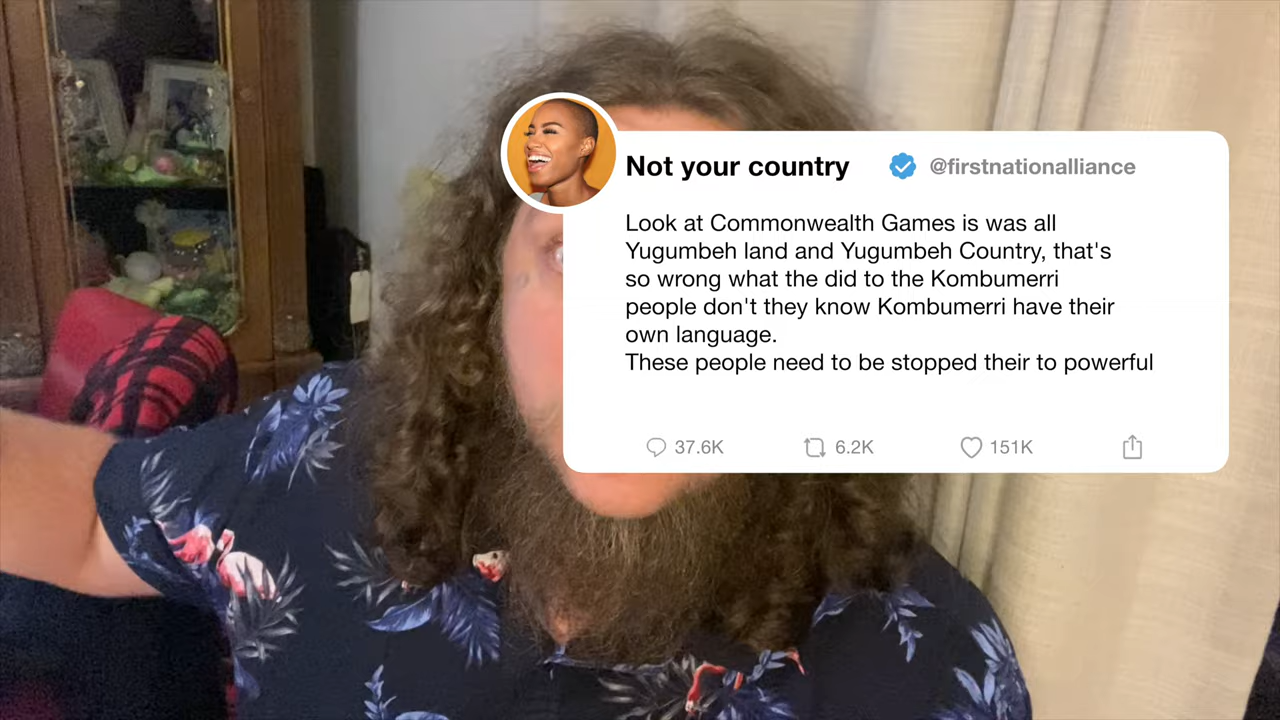 Not your country @firstnationalliance
Look at Commonwealth Games is was all
Yugumbeh land and Yugumbeh Country, that's
so wrong what the did to the Kombumerri
people don't they know Kombumerri have their
own language.
These people need to be stopped their to powerful
37.6K 6.2K 151K